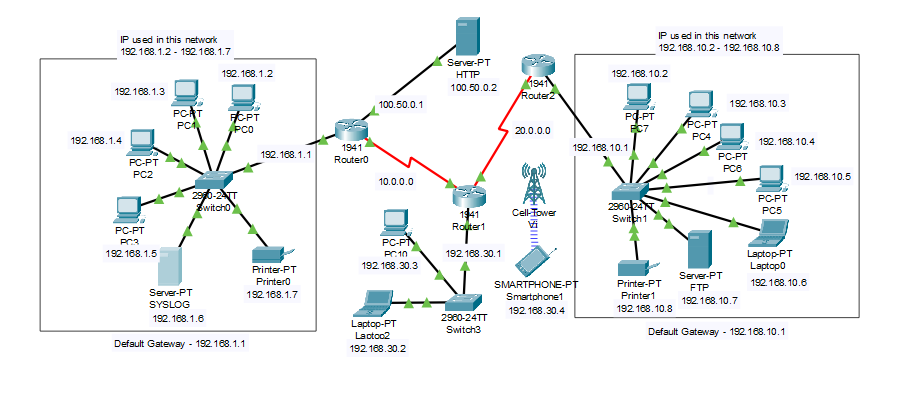 IP used in this network
192.168.1.2 - 192.168.1.7
192.168.1.2
192.168.1.3
PC-PT
PC1
PC-PT
PC0
192.168.1.4
PC-PT
PC2
192.168.1.1
2960-24TT
Switch0
PC-PT
PC3
192.168.1.5
Server-PT
SYSLOG
192.168.1.6
Printer-PT
Printer0
192.168.1.7
Default Gateway - 192.168.1.1
Server-PT
HTTP
100.50.0.2
100.50.0.1
1941
Router0
10.0.0.0
1941
Router2
20.0.0.0
1941
Router1
192.168.30.1
PC-PT
PC10
192.168.30.3
2960-24TT
Switch3
Laptop-PT
Laptop2
192.168.30.2
Cell-Tower
SMARTPHONE-PT
Smartphone1
192.168.30.4
IP used in this network
192.168.10.2 - 192.168.10.8
192.168.10.2
PC-PT
PC7
192.168.10.3
PC-PT
PC4
192.168.10.4
PC-PT
PC6
192.168.10.1
192.168.10.5
PC-PT
PC5
2960-24TT
Switch1
Laptop-PT
Laptop0
192.168.10.6
Server-PT
FTP
192.168.10.7
Printer-PT
Printer1
192.168.10.8
Default Gateway - 192.168.10.1